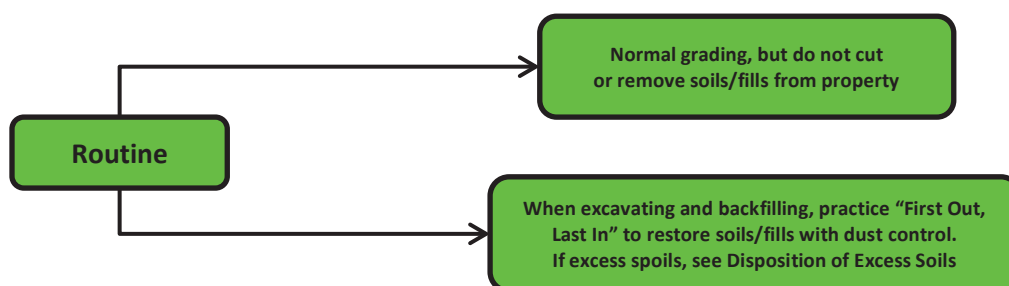 Normal grading, but do not cut
or remove soils/fills from property
Routine
When excavating and backfilling, practice “First Out,
Last In” to restore soils/fills with dust control.
If excess spoils, see Disposition of Excess Soils